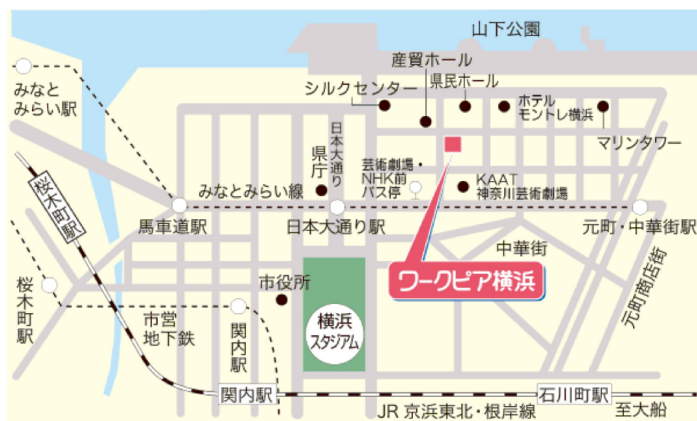 山下公園
産貿ホール
みなと
みらい駅
シルクセンター
県民ホール
ホテル
モントレ横浜
マリンタワー
日本大通り
県庁
芸術劇場・
NHK前
バス停
KAAT
神奈川芸術劇場
桜木町駅
みなとみらい線
馬車道駅
日本大通り駅
元町・中華街駅
中華街
ワークピア横浜
元町商店街
桜木町駅
市役所
市営
地下鉄
関内駅
横浜
スタジアム
関内駅
石川町駅
JR 京浜東北・根岸線
至大船